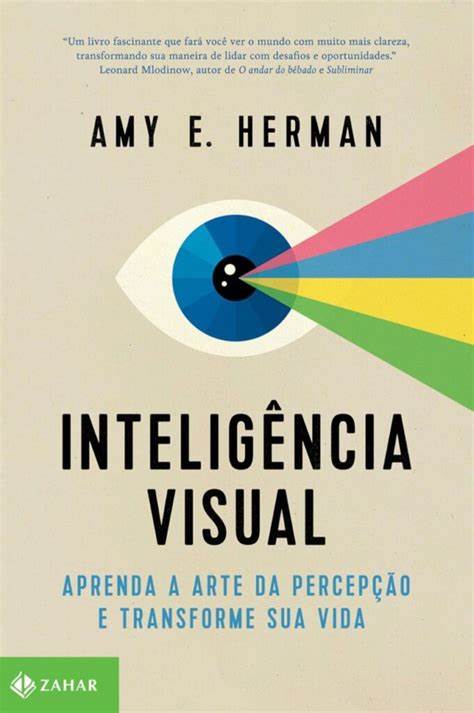 "Um livro fascinante que fará você ver o mundo com muito mais clareza,
transformando sua maneira de lidar com desafios e oportunidades."
Leonard Mlodinow, autor de O andar do bêbado e Subliminar
AMY E. HERMAN
INTELIGÊNCIA
VISUAL
APRENDA A ARTE DA PERCEPÇÃO
E TRANSFORME SUA VIDA
ZAHAR